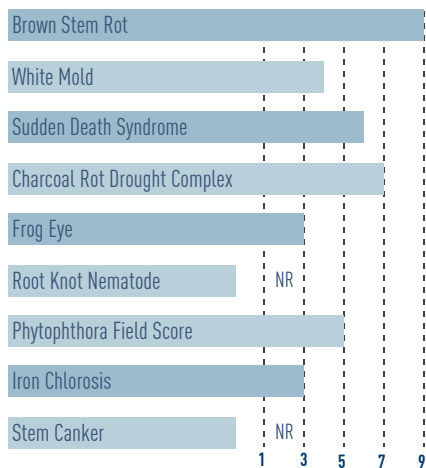 Brown Stem Rot
White Mold
Sudden Death Syndrome
Charcoal Rot Drought Complex
Frog Eye
Root Knot Nematode NR
Phytophthora Field Score
Iron Chlorosis
Stem Canker NR
1 3 5 7 9